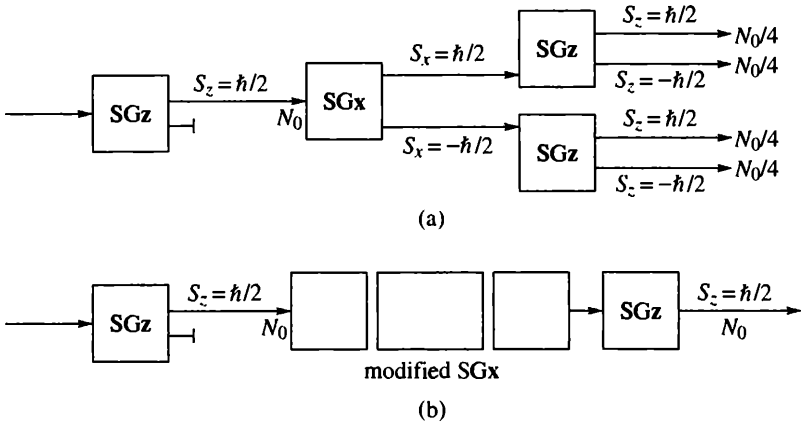 S_z = ħ/2
SGz
N_0
SGx
S_x = ħ/2
S_x = −ħ/2
SGz
S_z = ħ/2
N_0/4
S_z = −ħ/2
N_0/4
SGz
S_z = ħ/2
N_0/4
S_z = −ħ/2
N_0/4
(a)
SGz
S_z = ħ/2
N_0
modified SGx
SGz
S_z = ħ/2
N_0
(b)